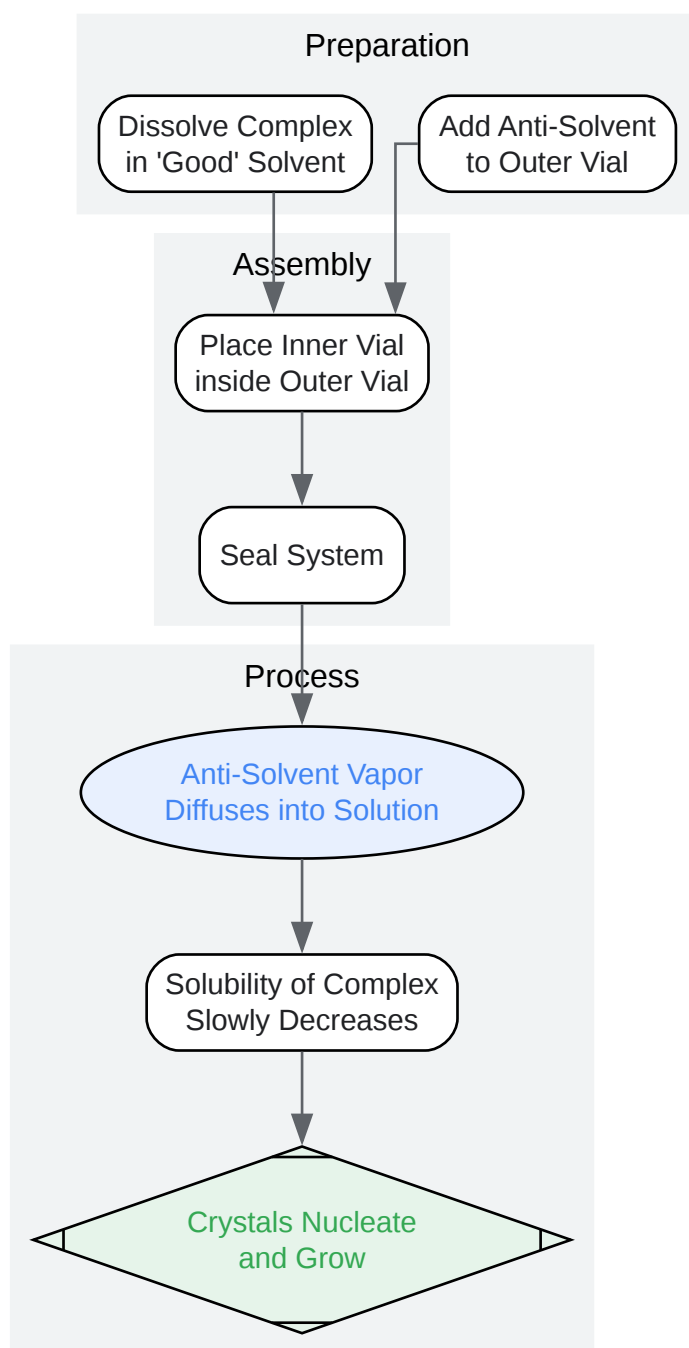 Preparation
Dissolve Complex
in 'Good' Solvent
Add Anti-Solvent
to Outer Vial
Assembly
Place Inner Vial
inside Outer Vial
Seal System
Process
Anti-Solvent Vapor
Diffuses into Solution
Solubility of Complex
Slowly Decreases
Crystals Nucleate
and Grow